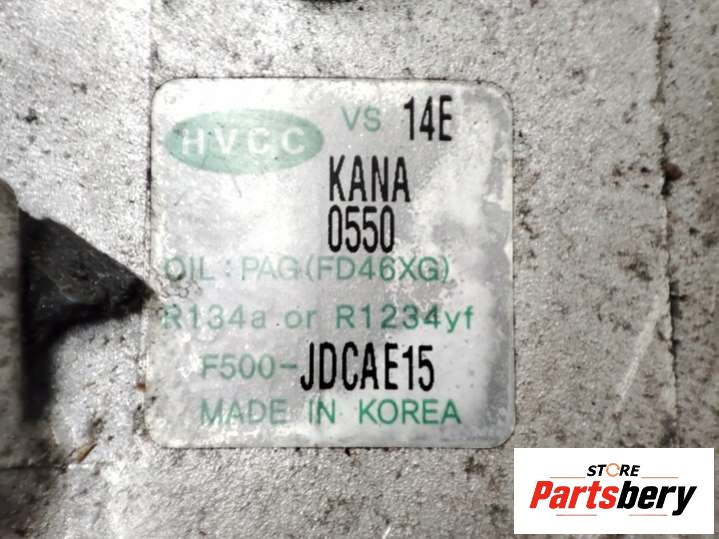 HVCC VS 14E
KANA
0550
OIL : PAG(FD46XG)
R134a or R1234yf
F500-JDCAE15
MADE IN KOREA
STORE
Partsbery